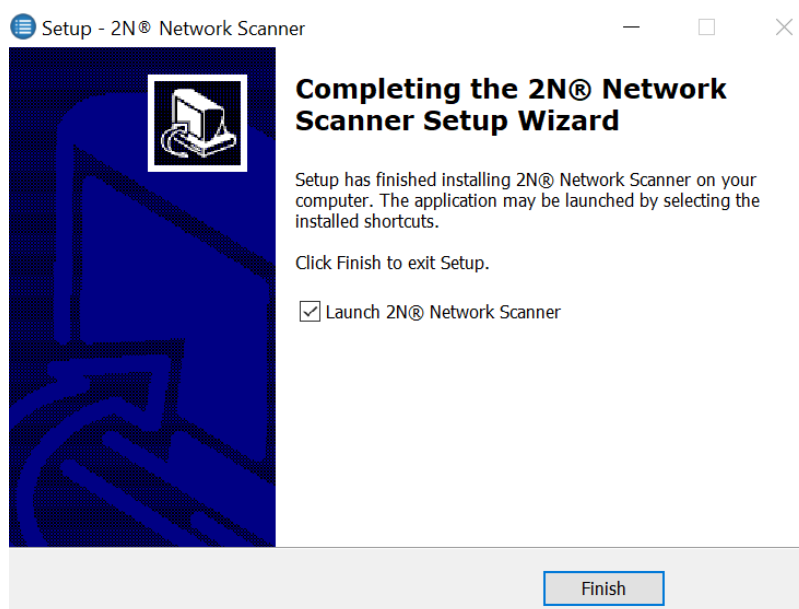 Setup - 2N® Network Scanner
Completing the 2N® Network
Scanner Setup Wizard
Setup has finished installing 2N® Network Scanner on your
computer. The application may be launched by selecting the
installed shortcuts.
Click Finish to exit Setup.
Launch 2N® Network Scanner
Finish